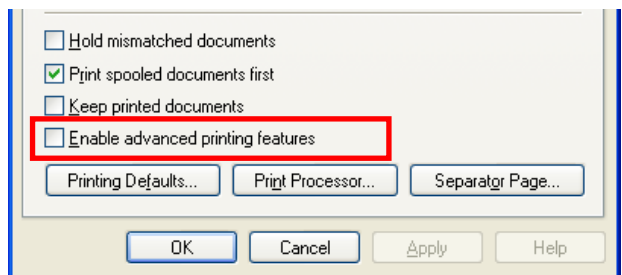 Hold mismatched documents
Print spooled documents first
Keep printed documents
Enable advanced printing features
Printing Defaults... Print Processor... Separator Page...
OK Cancel Apply Help